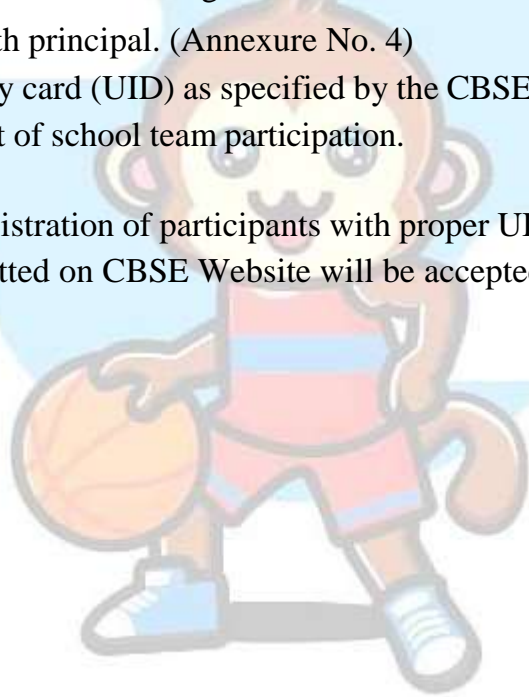 th principal. (Annexure No. 4)
y card (UID) as specified by the CBSE
t of school team participation.
istration of participants with proper U
tted on CBSE Website will be accepted